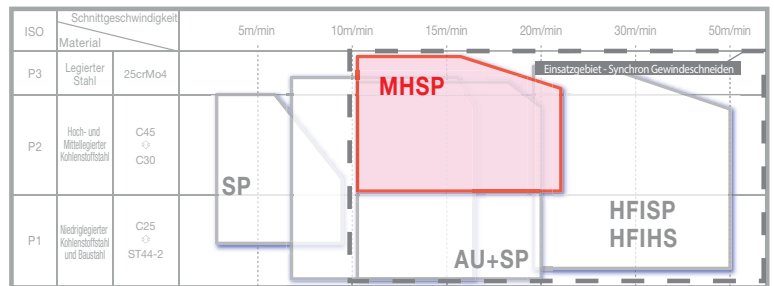 ISO
Schnittgeschwindigkeit
Material
5m/min
10m/min
15m/min
20m/min
30m/min
50m/min
Einsatzgebiet - Synchron Gewindeschneiden
P3
Legierter
Stahl
25crMo4
MHSP
P2
Hoch- und
Mittellegierter
Kohlenstoffstahl
C45
⇳
C30
SP
P1
Niedriglegierter
Kohlenstoffstahl
und Baustahl
C25
⇳
ST44-2
AU+SP
HFISP
HFIHS